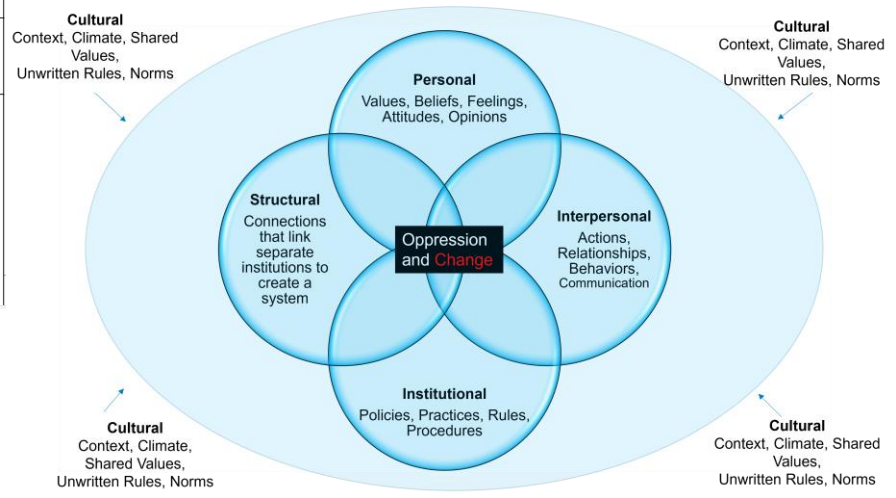 Cultural
Context, Climate, Shared
Values,
Unwritten Rules, Norms
Cultural
Context, Climate, Shared
Values,
Unwritten Rules, Norms
Personal
Values, Beliefs, Feelings,
Attitudes, Opinions
Structural
Connections
that link
separate
institutions to
create a
system
Oppression
and Change
Interpersonal
Actions,
Relationships,
Behaviors,
Communication
Institutional
Policies, Practices, Rules,
Procedures
Cultural
Context, Climate,
Shared Values,
Unwritten Rules, Norms
Cultural
Context, Climate, Shared
Values,
Unwritten Rules, Norms